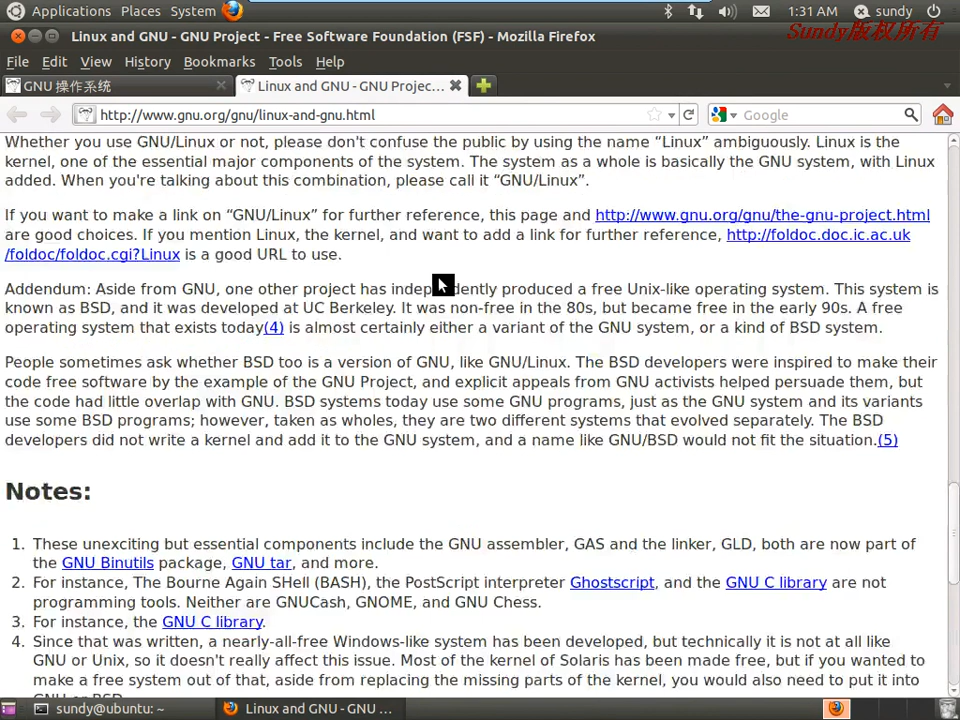 Applications Places System 1:31 AM sundy
Sundy版权所有
Linux and GNU - GNU Project - Free Software Foundation (FSF) - Mozilla Firefox
File Edit View History Bookmarks Tools Help
GNU 操作系统 Linux and GNU - GNU Projec...
http://www.gnu.org/gnu/linux-and-gnu.html Google
Whether you use GNU/Linux or not, please don't confuse the public by using the name “Linux” ambiguously. Linux is the
kernel, one of the essential major components of the system. The system as a whole is basically the GNU system, with Linux
added. When you're talking about this combination, please call it “GNU/Linux”.
If you want to make a link on “GNU/Linux” for further reference, this page and http://www.gnu.org/gnu/the-gnu-project.html
are good choices. If you mention Linux, the kernel, and want to add a link for further reference, http://foldoc.doc.ic.ac.uk
/foldoc/foldoc.cgi?Linux is a good URL to use.
Addendum: Aside from GNU, one other project has independently produced a free Unix-like operating system. This system is
known as BSD, and it was developed at UC Berkeley. It was non-free in the 80s, but became free in the early 90s. A free
operating system that exists today(4) is almost certainly either a variant of the GNU system, or a kind of BSD system.
People sometimes ask whether BSD too is a version of GNU, like GNU/Linux. The BSD developers were inspired to make their
code free software by the example of the GNU Project, and explicit appeals from GNU activists helped persuade them, but
the code had little overlap with GNU. BSD systems today use some GNU programs, just as the GNU system and its variants
use some BSD programs; however, taken as wholes, they are two different systems that evolved separately. The BSD
developers did not write a kernel and add it to the GNU system, and a name like GNU/BSD would not fit the situation.(5)
Notes:
1. These unexciting but essential components include the GNU assembler, GAS and the linker, GLD, both are now part of
the GNU Binutils package, GNU tar, and more.
2. For instance, The Bourne Again SHell (BASH), the PostScript interpreter Ghostscript, and the GNU C library are not
programming tools. Neither are GNUCash, GNOME, and GNU Chess.
3. For instance, the GNU C library.
4. Since that was written, a nearly-all-free Windows-like system has been developed, but technically it is not at all like
GNU or Unix, so it doesn't really affect this issue. Most of the kernel of Solaris has been made free, but if you wanted to
make a free system out of that, aside from replacing the missing parts of the kernel, you would also need to put it into
GNU or BSD.
sundy@ubuntu: ~ Linux and GNU - GNU ...